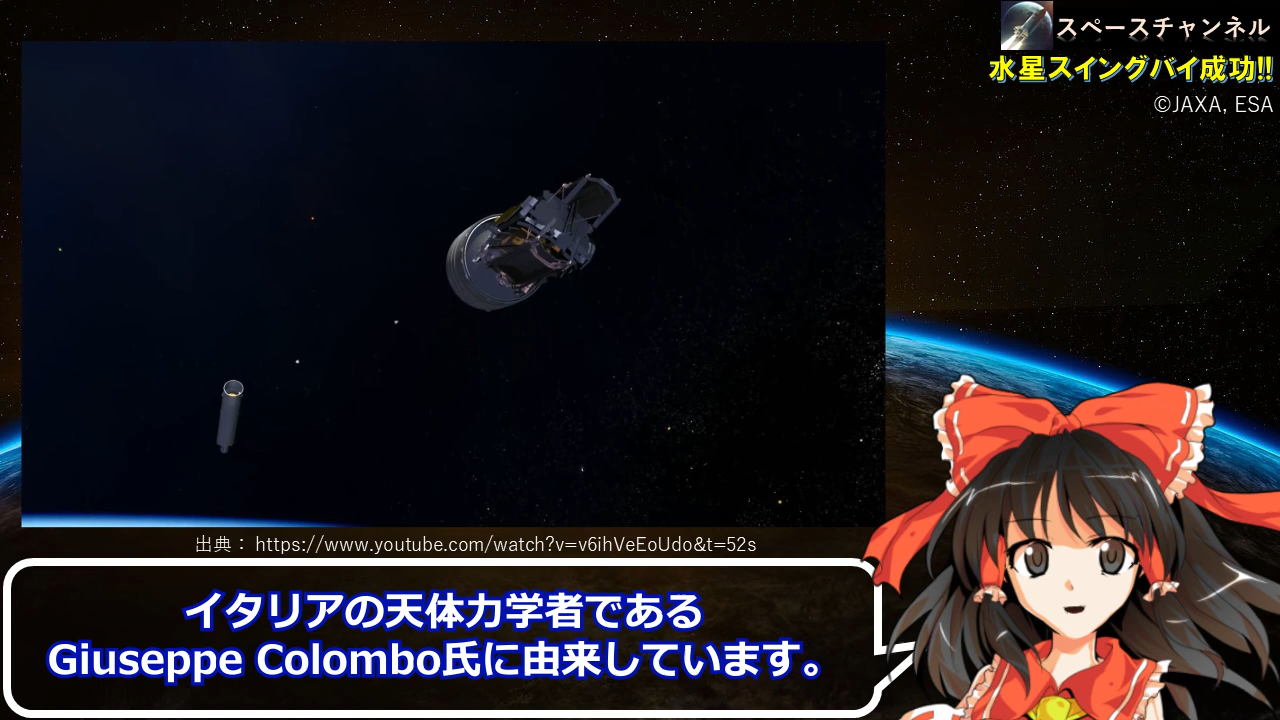 スペースチャンネル
水星スイングバイ成功!!
©JAXA, ESA
出典： https://www.youtube.com/watch?v=v6ihVeEoUdo&t=52s
イタリアの天体力学者である
Giuseppe Colombo氏に由来しています。